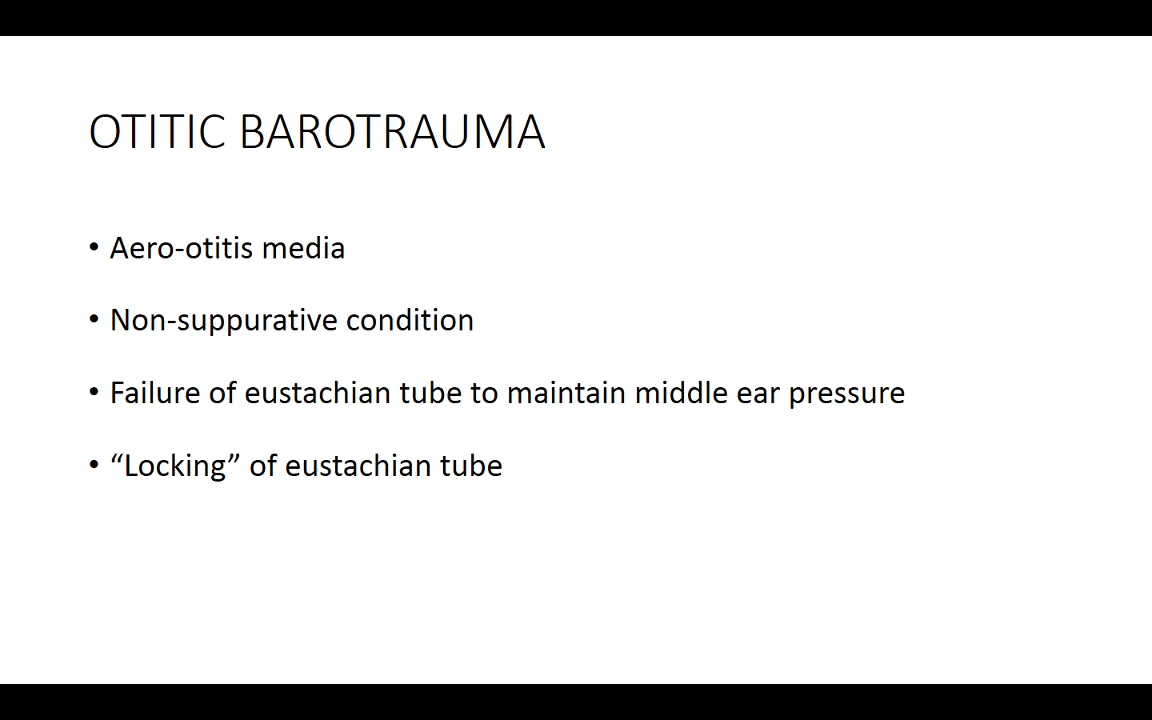 OTITIC BAROTRAUMA
• Aero-otitis media
• Non-suppurative condition
• Failure of eustachian tube to maintain middle ear pressure
• “Locking” of eustachian tube